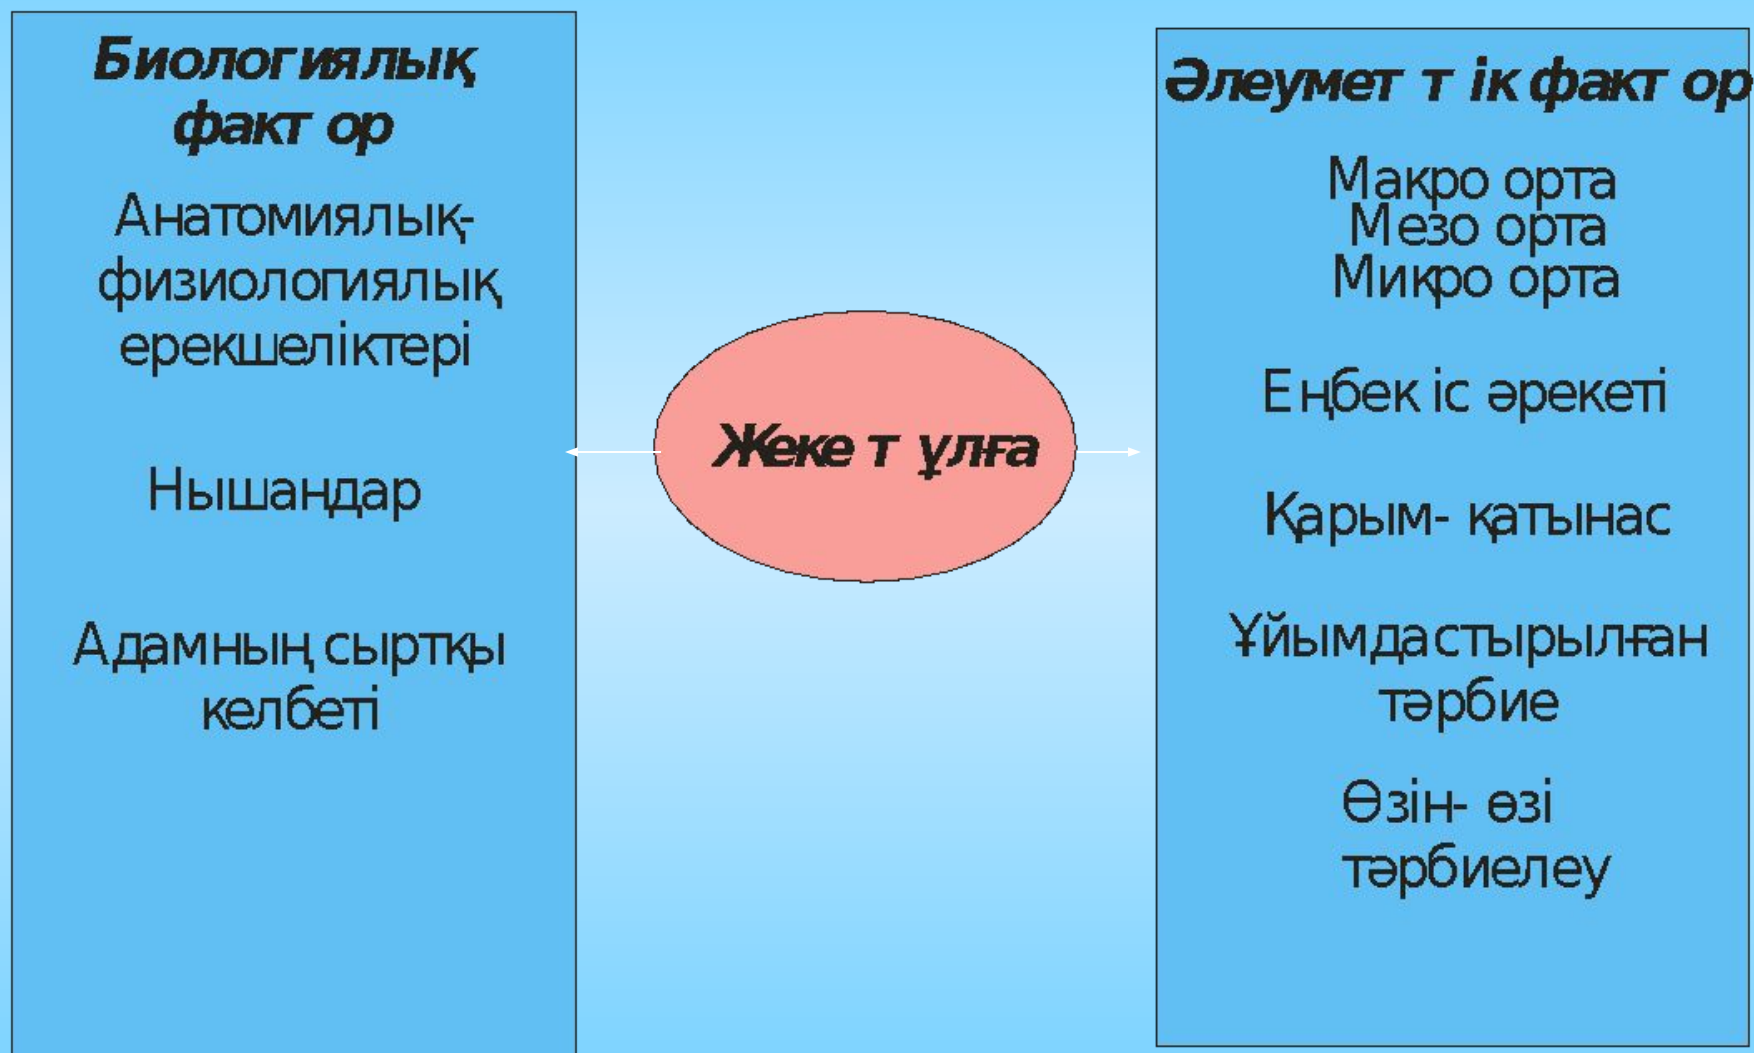 Биологиялық
фактор
Анатомиялық-
физиологиялық
ерекшеліктері
Нышаңдар
Адамның сыртқы
келбеті
Жеке тұлға
Әлеуметтік фактор
Макро орта
Мезо орта
Микро орта
Еңбек іс әрекеті
Қарым- қатынас
Ұйымдастырылған
тәрбие
Өзін- өзі
тәрбиелеу